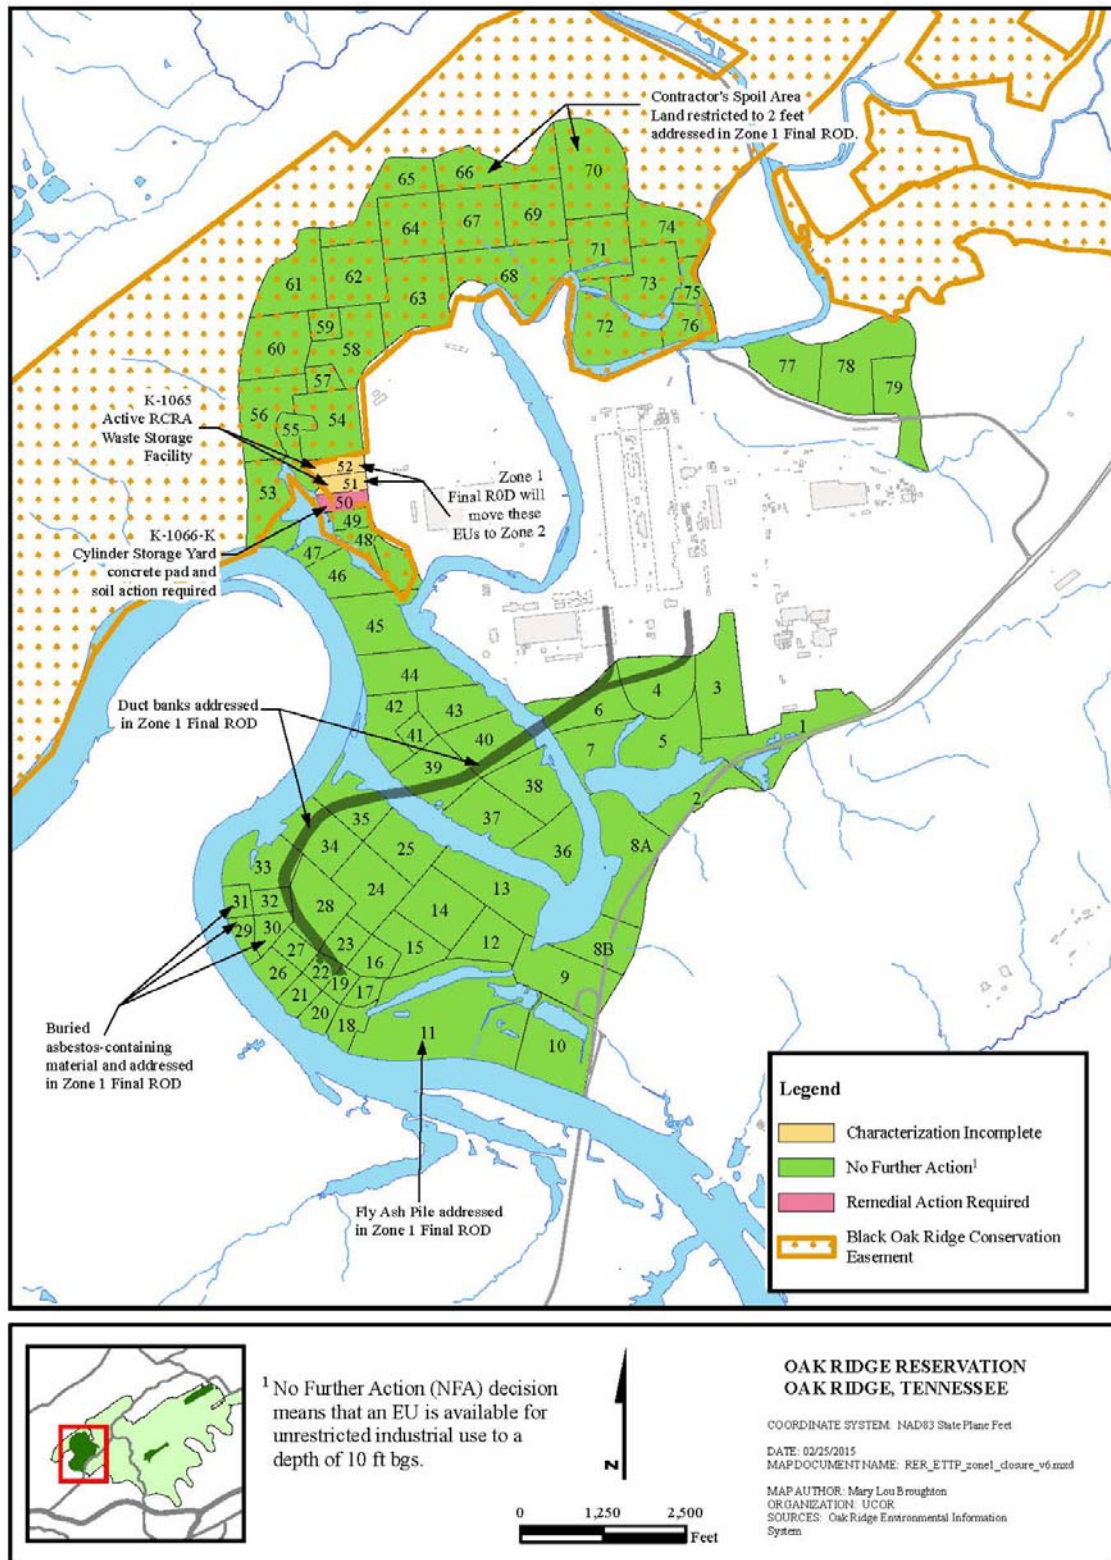 Contractor's Spoil Area
Land restricted to 2 feet
addressed in Zone 1 Final ROD.
70
66
65
69
67
64
74
71
62
68
61
73
63
75
59
72
76
60
58
77
78
79
57
K-1065
Active RCRA
Waste Storage
Facility
56
54
55
52
51
53
50
Zone 1
Final ROD will
move these
EUs to Zone 2
K-1066-K
Cylinder Storage Yard
concrete pad and
soil action required
49
48
47
46
45
44
4
3
Duct banks addressed
in Zone 1 Final ROD
42
43
6
1
41
40
7
5
39
38
2
35
37
34
25
36
8A
33
24
13
31
32
28
14
29
30
23
15
12
8B
27
16
26
22
19
9
21
17
20
18
11
10
Buried
asbestos-containing
material and addressed
in Zone 1 Final ROD
Fly Ash Pile addressed
in Zone 1 Final ROD
Legend
Characterization Incomplete
No Further Action¹
Remedial Action Required
Black Oak Ridge Conservation
Easement
¹ No Further Action (NFA) decision
means that an EU is available for
unrestricted industrial use to a
depth of 10 ft bgs.
N
0 1,250 2,500
Feet
OAK RIDGE RESERVATION
OAK RIDGE, TENNESSEE
COORDINATE SYSTEM: NAD83 State Plane Feet
DATE: 02/25/2015
MAP DOCUMENT NAME: RER_ETTP_zone1_closure_v6.mxd
MAP AUTHOR: Mary Lou Broughton
ORGANIZATION: UCOR
SOURCES: Oak Ridge Environmental Information
System